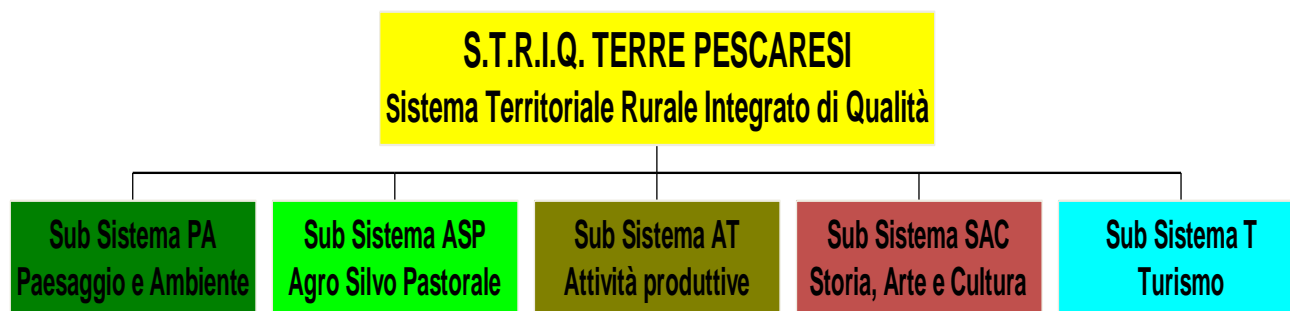 S.T.R.I.Q. TERRE PESCARESI
Sistema Territoriale Rurale Integrato di Qualità
Sub Sistema PA
Paesaggio e Ambiente
Sub Sistema ASP
Agro Silvo Pastorale
Sub Sistema AT
Attività produttive
Sub Sistema SAC
Storia, Arte e Cultura
Sub Sistema T
Turismo